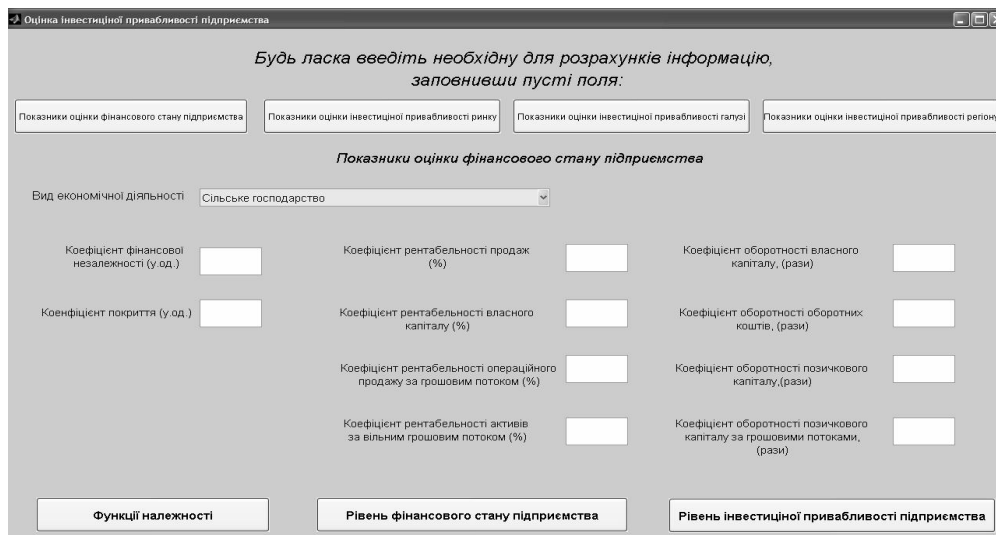 Оцінка інвестиціної привабливості підприємства
Будь ласка введіть необхідну для розрахунків інформацію,
заповнивши пусті поля:
Показники оцінки фінансового стану підприємства
Показники оцінки інвестиціної привабливості ринку
Показники оцінки інвестиціної привабливості галузі
Показники оцінки інвестиціної привабливості регіону
Показники оцінки фінансового стану підприємства
Вид економічної діяльності
Сільське господарство
Коефіцієнт фінансової
незалежності (у.од.)
Коефіцієнт рентабельності продаж
(%)
Коефіцієнт оборотності власного
капіталу, (рази)
Коенфіцієнт покриття (у.од.)
Коефіцієнт рентабельності власного
капіталу (%)
Коефіцієнт оборотності оборотних
коштів, (рази)
Коефіцієнт рентабельності операційного
продажу за грошовим потоком (%)
Коефіцієнт оборотності позичкового
капіталу,(рази)
Коефіцієнт рентабельності активів
за вільним грошовим потоком (%)
Коефіцієнт оборотності позичкового
капіталу за грошовими потоками,
(рази)
Функції належності
Рівень фінансового стану підприємства
Рівень інвестиціної привабливості підприємства